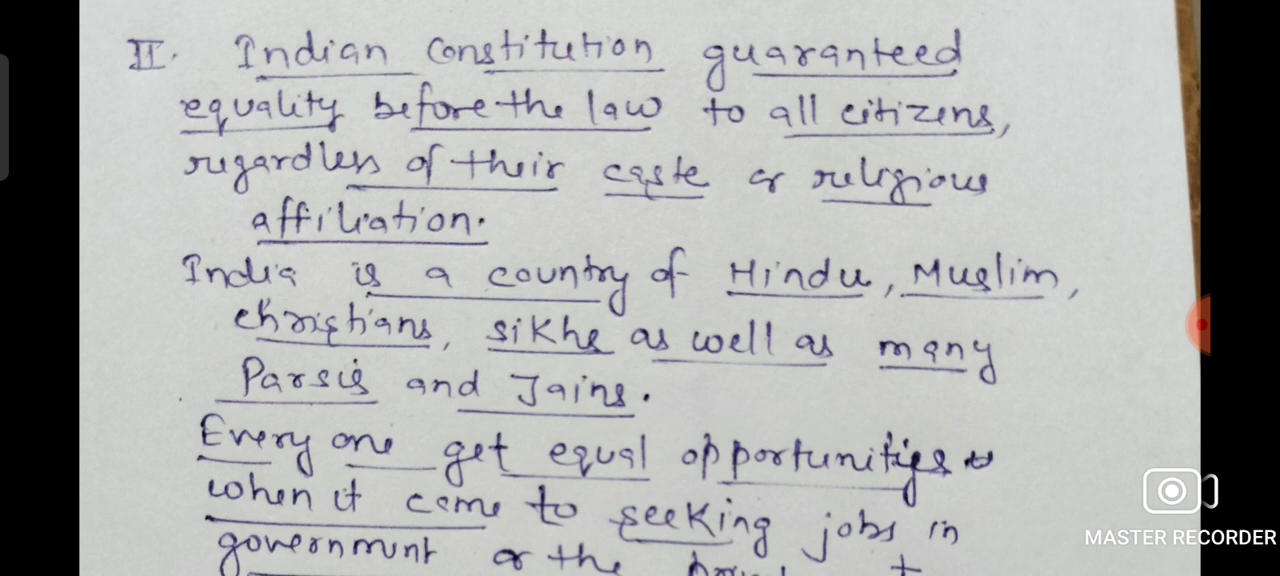 II. Indian Constitution guaranteed
equality before the law to all citizens,
regardless of their caste or religious
affiliation.
India is a country of Hindu, Muslim,
christians, sikhs as well as many
Parsis and Jains.
Every one get equal opportunities
when it come to seeking jobs in
government or the
MASTER RECORDER